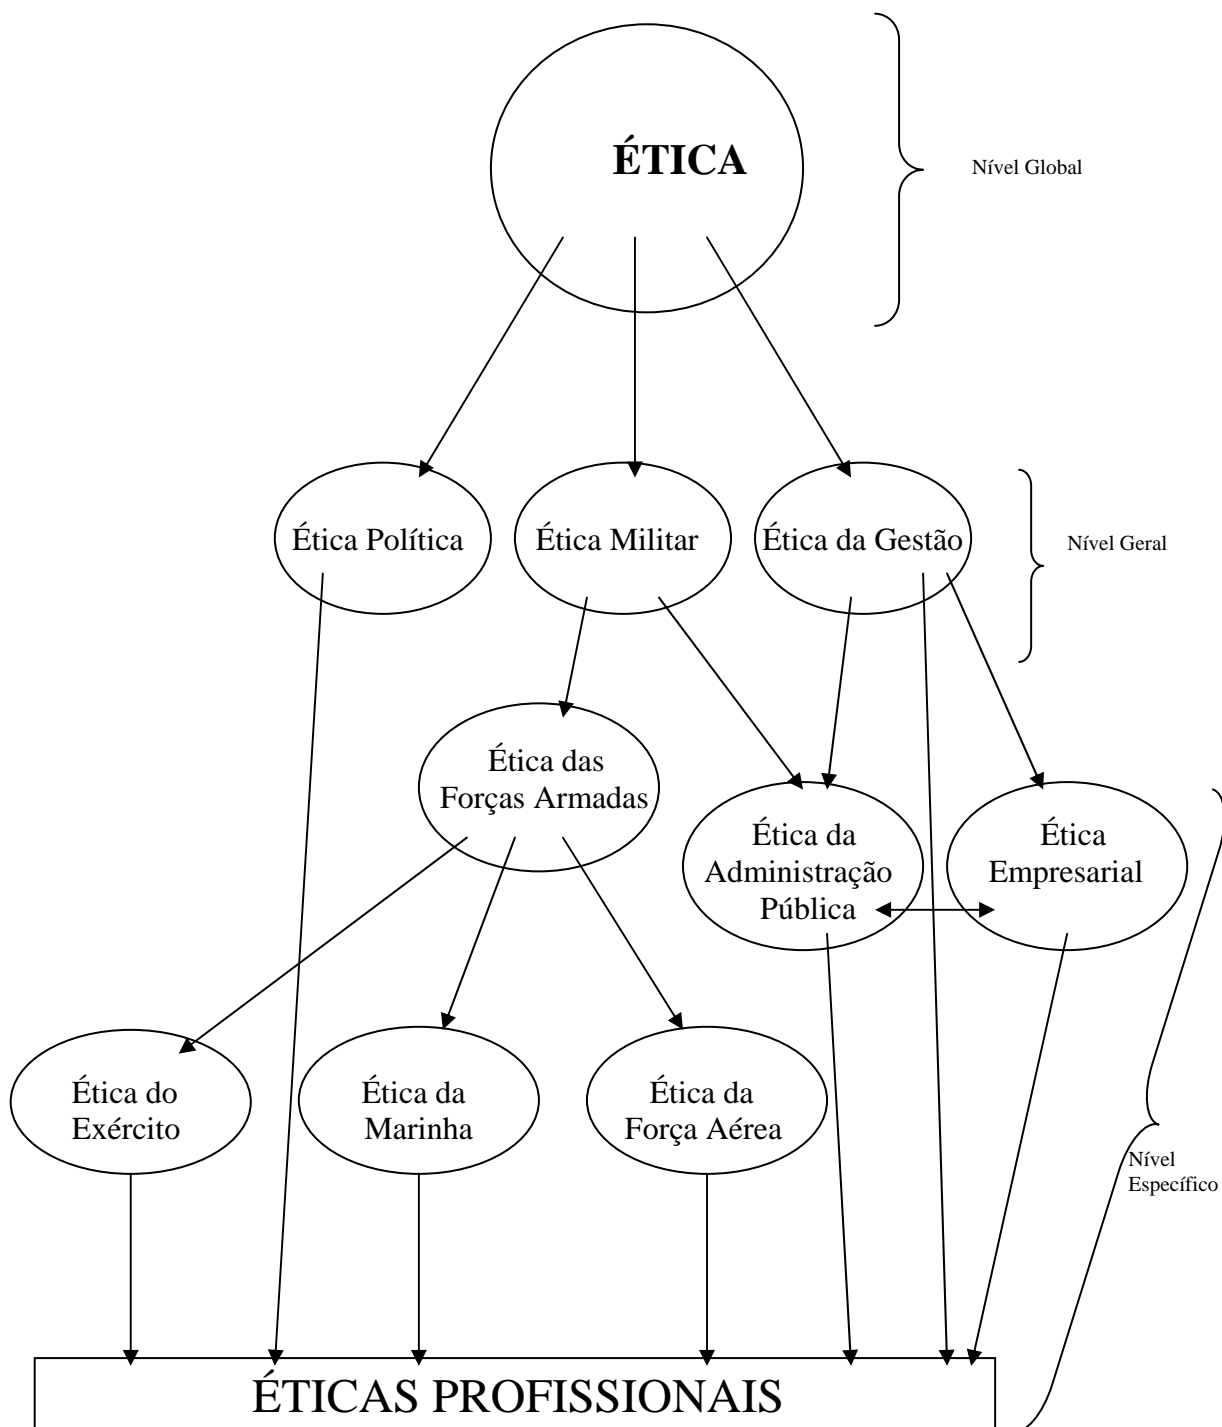 ÉTICA
Nível Global
Ética Política
Ética Militar
Ética da Gestão
Nível Geral
Ética das
Forças Armadas
Ética da
Administração
Pública
Ética
Empresarial
Ética do
Exército
Ética da
Marinha
Ética da
Força Aérea
Nível
Específico
ÉTICAS PROFISSIONAIS